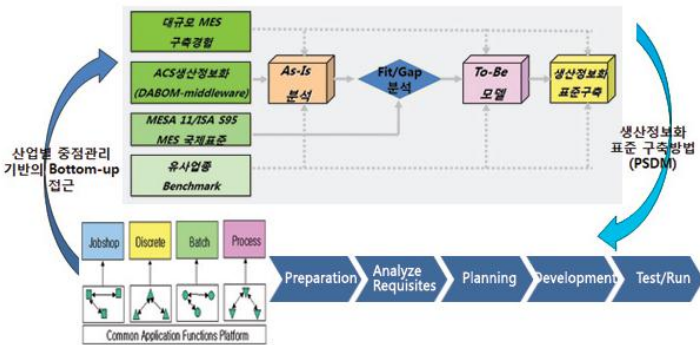 대규모 MES
구축경험
ACS생산정보화
(DABOM-middleware)
MESA 11/ISA S95
MES 국제표준
유사업종
Benchmark
As-Is
분석
Fit/Gap
분석
To-Be
모델
생산정보화
표준구축
산업별 중점관리
기반의 Bottom-up
접근
생산정보화
표준 구축방법
(PSDM)
Jobshop
Discrete
Batch
Process
Common Application Functions Platform
Preparation
Analyze
Requisites
Planning
Development
Test/Run